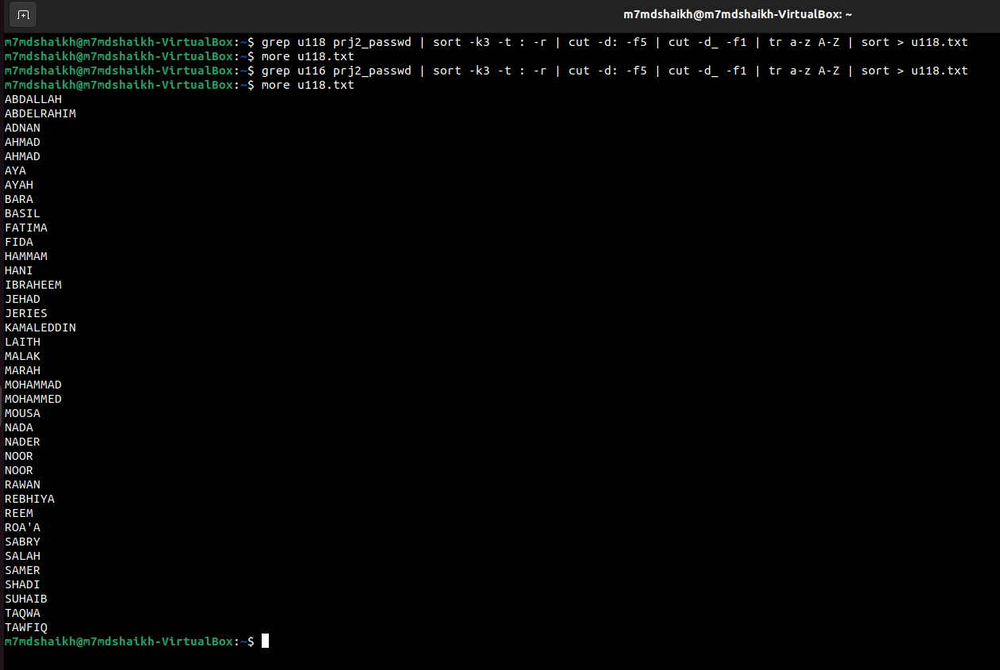 m7mdshaikh@m7mdshaikh-VirtualBox: ~
m7mdshaikh@m7mdshaikh-VirtualBox:~$ grep u118 prj2_passwd | sort -k3 -t : -r | cut -d: -f5 | cut -d_ -f1 | tr a-z A-Z | sort > u118.txt
m7mdshaikh@m7mdshaikh-VirtualBox:~$ more u118.txt
m7mdshaikh@m7mdshaikh-VirtualBox:~$ grep u116 prj2_passwd | sort -k3 -t : -r | cut -d: -f5 | cut -d_ -f1 | tr a-z A-Z | sort > u118.txt
m7mdshaikh@m7mdshaikh-VirtualBox:~$ more u118.txt
ABDALLAH
ABDELRAHIM
ADNAN
AHMAD
AHMAD
AYA
AYAH
BARA
BASIL
FATIMA
FIDA
HAMMAM
HANI
IBRAHEEM
JEHAD
JERIES
KAMALEDDIN
LAITH
MALAK
MARAH
MOHAMMAD
MOHAMMED
MOUSA
NADA
NADER
NOOR
NOOR
RAWAN
REBHIYA
REEM
ROA'A
SABRY
SALAH
SAMER
SHADI
SUHAIB
TAQWA
TAWFIQ
m7mdshaikh@m7mdshaikh-VirtualBox:~$